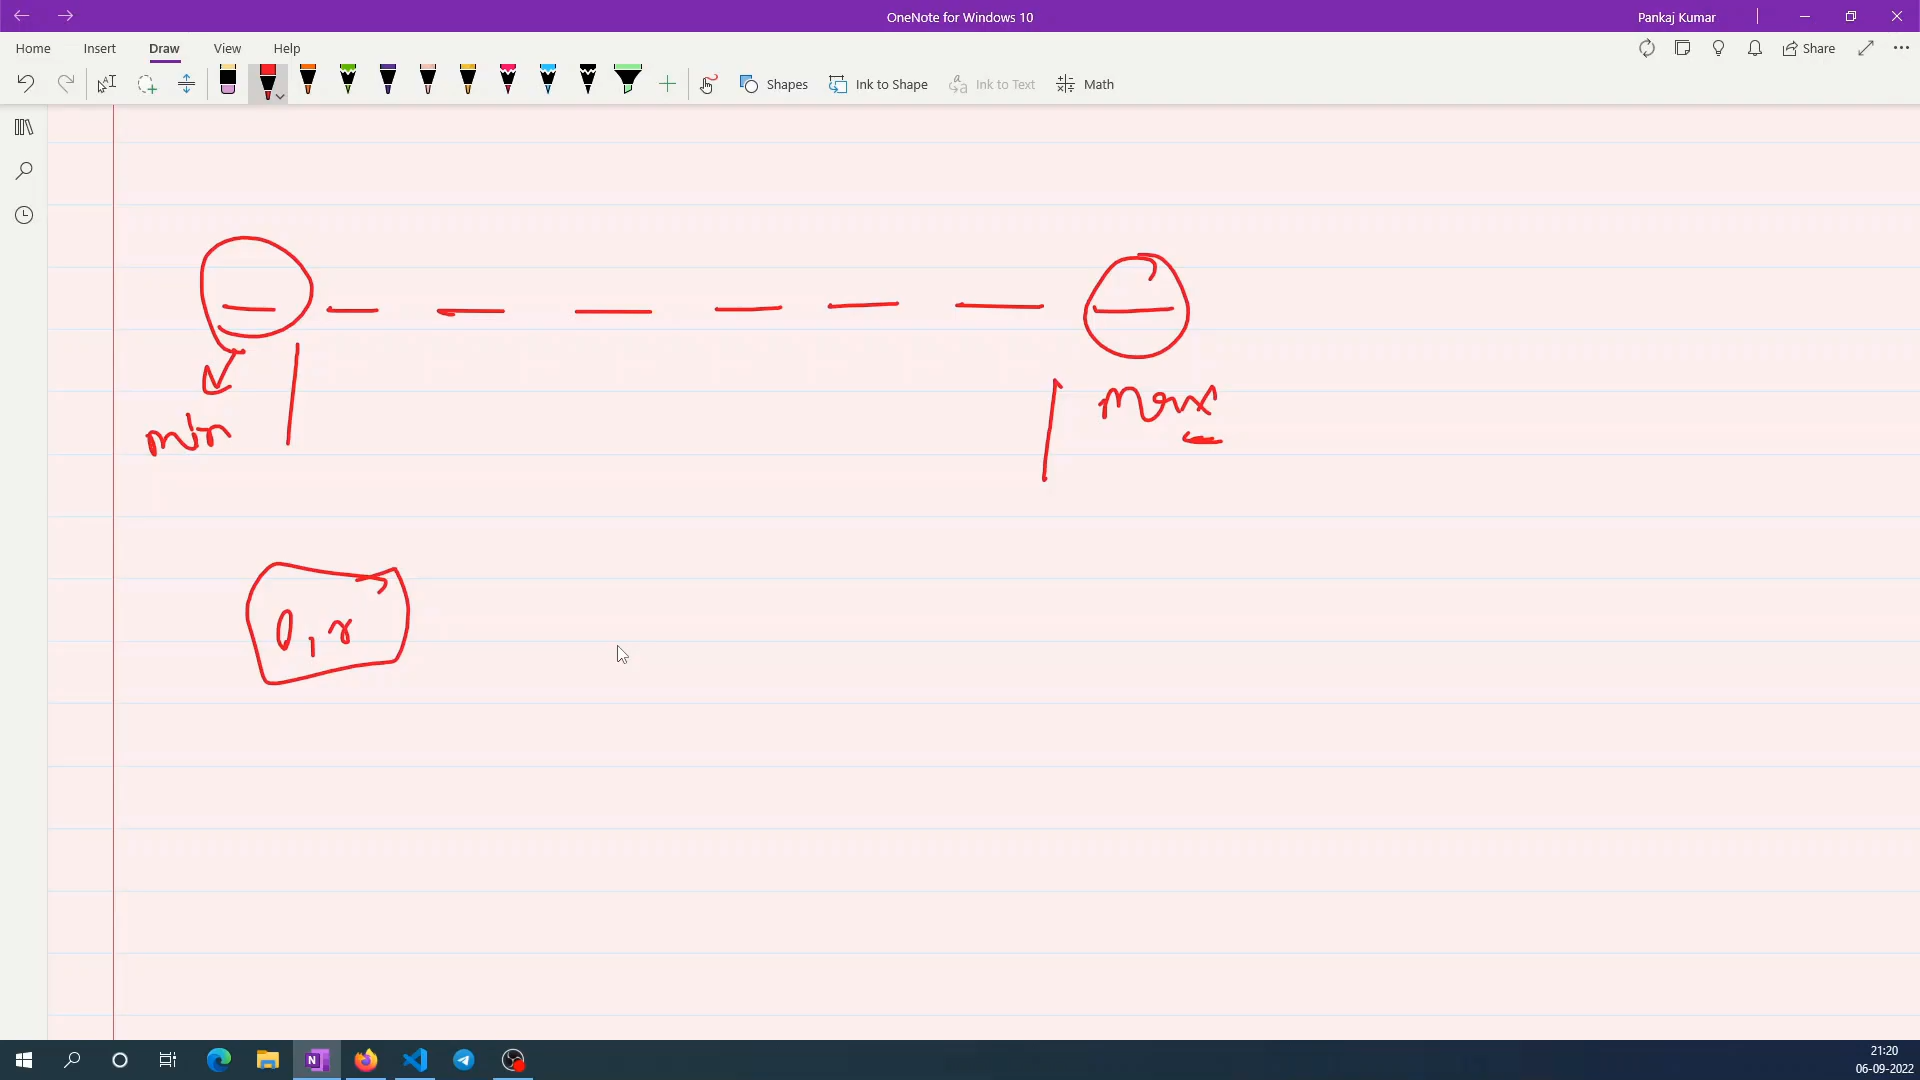 OneNote for Windows 10
Pankaj Kumar
Home Insert Draw View Help
Share
Shapes Ink to Shape Ink to Text Math
min
max
l, r
21:20
06-09-2022